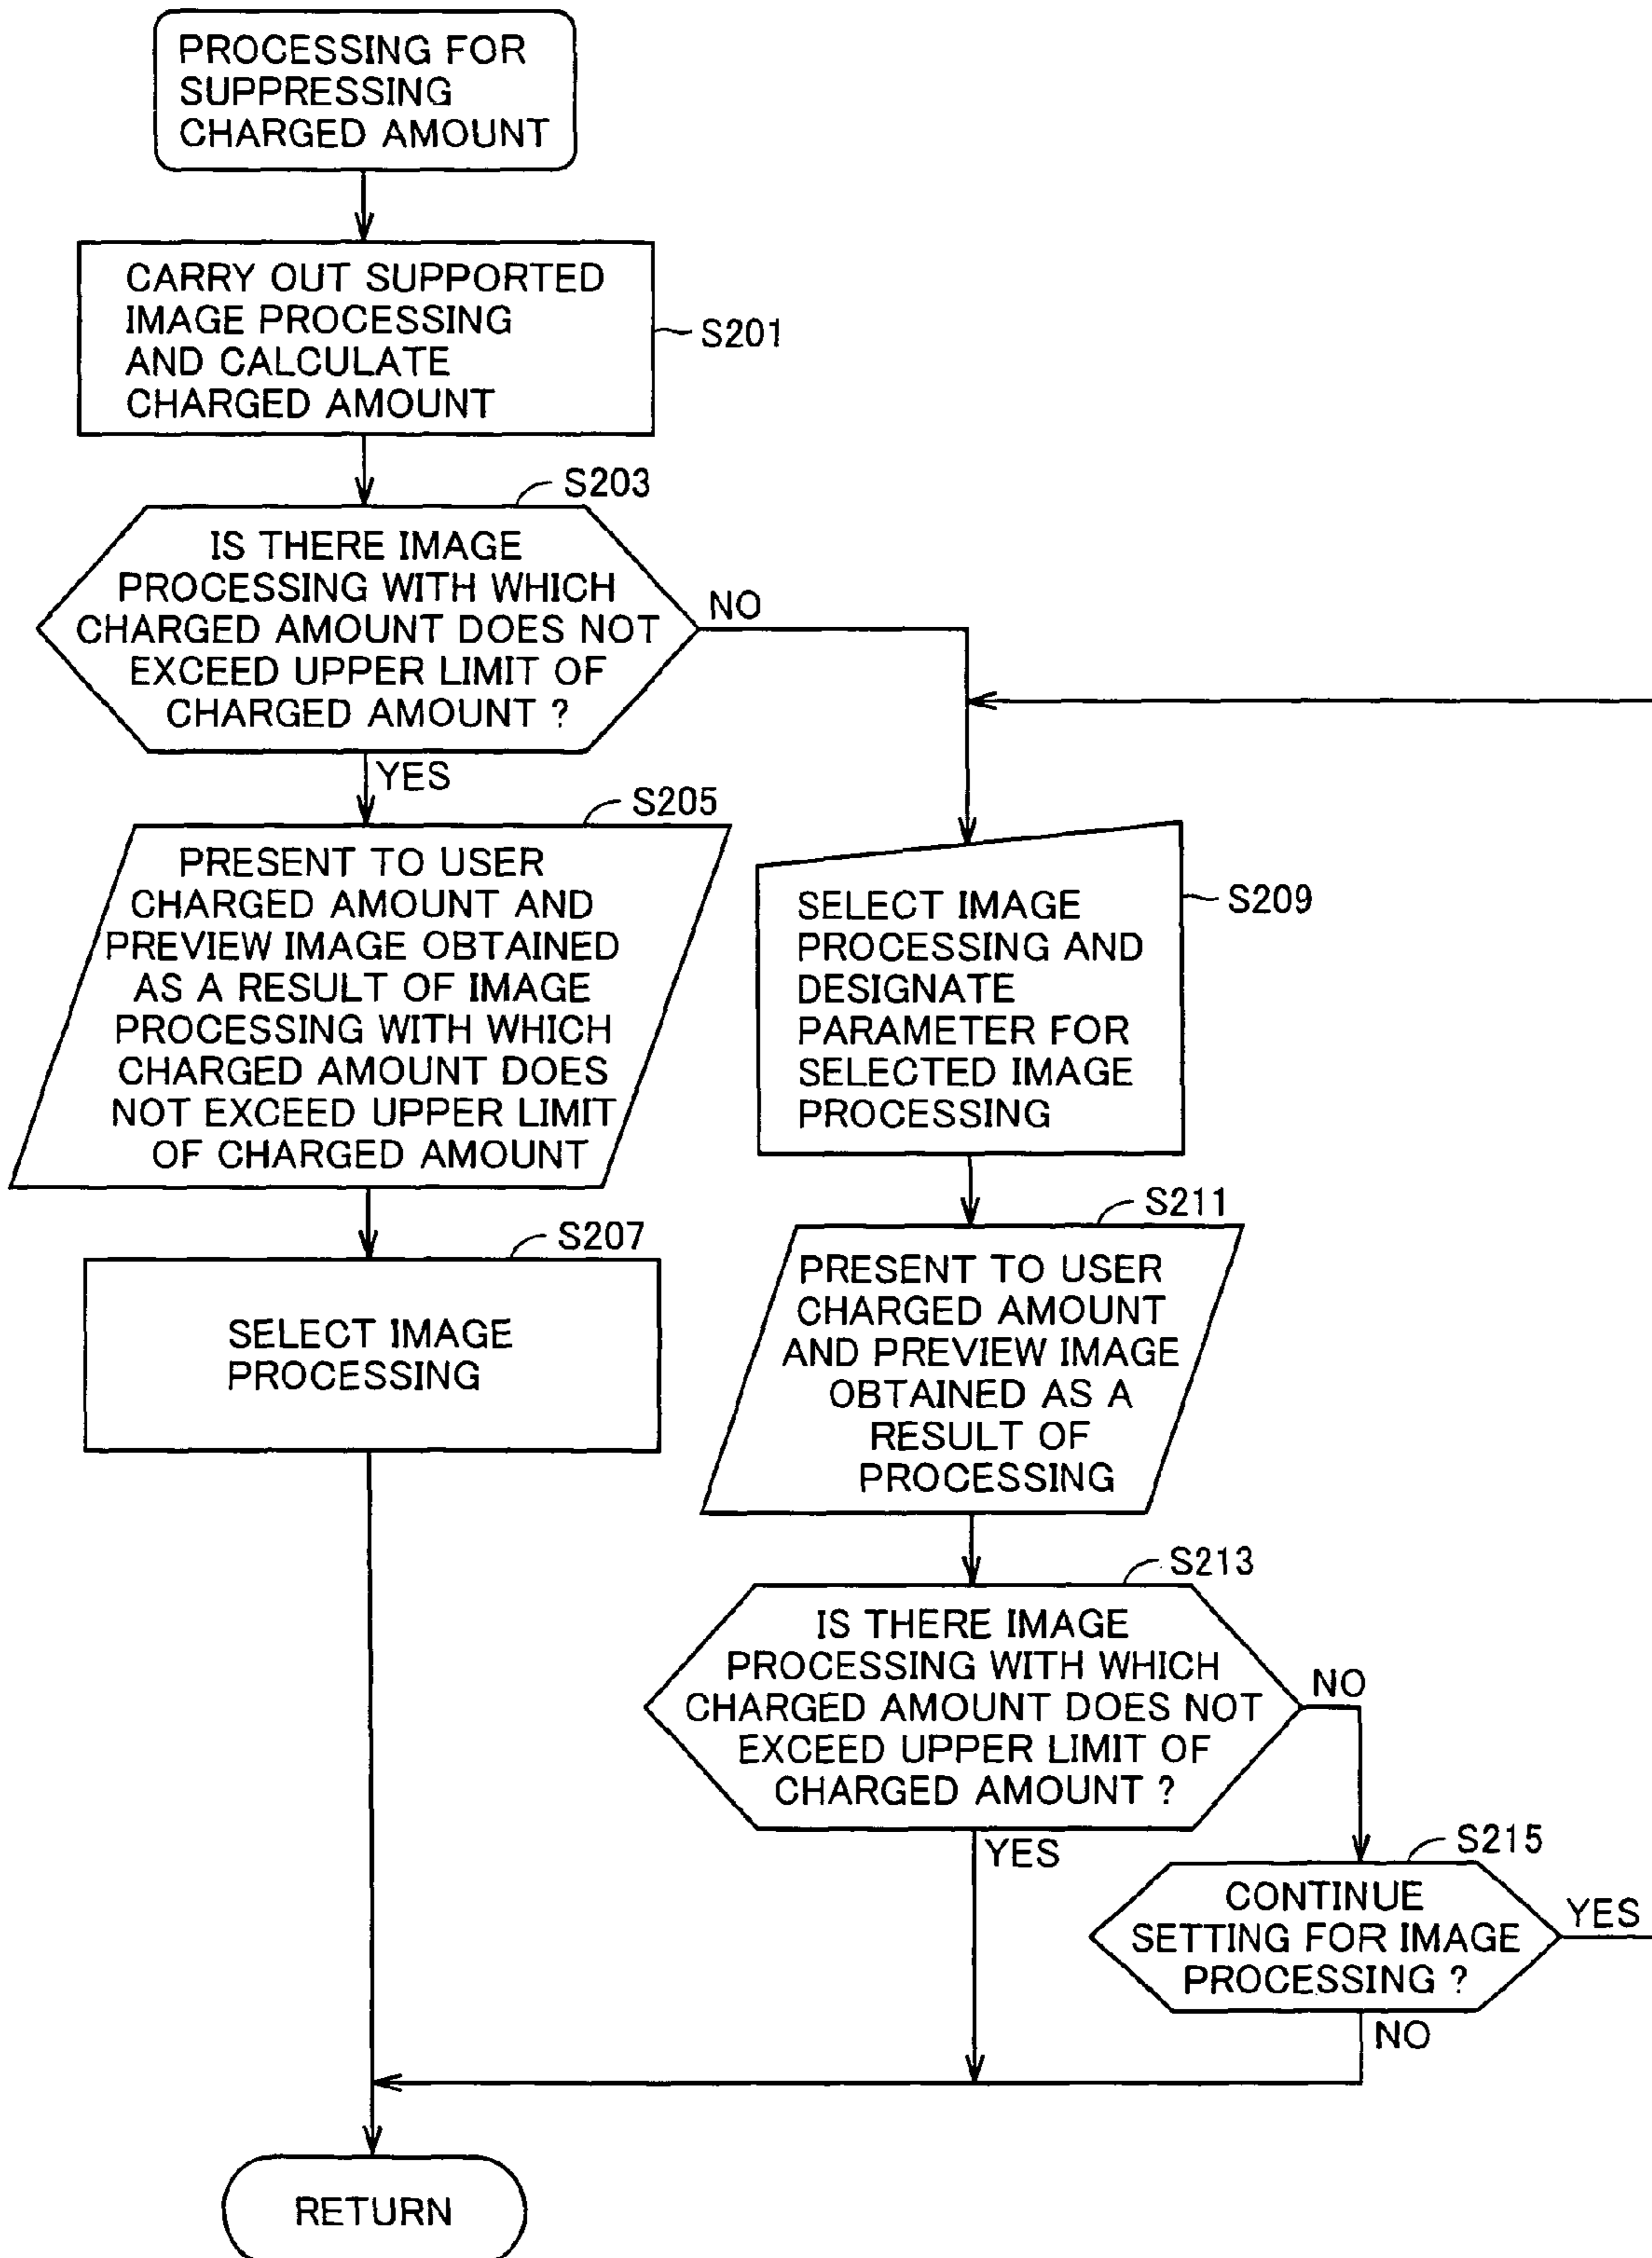 PROCESSING FOR
SUPPRESSING
CHARGED AMOUNT
CARRY OUT SUPPORTED
IMAGE PROCESSING
AND CALCULATE
CHARGED AMOUNT
S201
S203
IS THERE IMAGE
PROCESSING WITH WHICH
CHARGED AMOUNT DOES NOT
EXCEED UPPER LIMIT OF
CHARGED AMOUNT ?
NO
YES
S205
PRESENT TO USER
CHARGED AMOUNT AND
PREVIEW IMAGE OBTAINED
AS A RESULT OF IMAGE
PROCESSING WITH WHICH
CHARGED AMOUNT DOES
NOT EXCEED UPPER LIMIT
OF CHARGED AMOUNT
S207
SELECT IMAGE
PROCESSING
S209
SELECT IMAGE
PROCESSING AND
DESIGNATE
PARAMETER FOR
SELECTED IMAGE
PROCESSING
S211
PRESENT TO USER
CHARGED AMOUNT
AND PREVIEW IMAGE
OBTAINED AS A
RESULT OF
PROCESSING
S213
IS THERE IMAGE
PROCESSING WITH WHICH
CHARGED AMOUNT DOES NOT
EXCEED UPPER LIMIT OF
CHARGED AMOUNT ?
NO
YES
S215
CONTINUE
SETTING FOR IMAGE
PROCESSING ?
YES
NO
RETURN